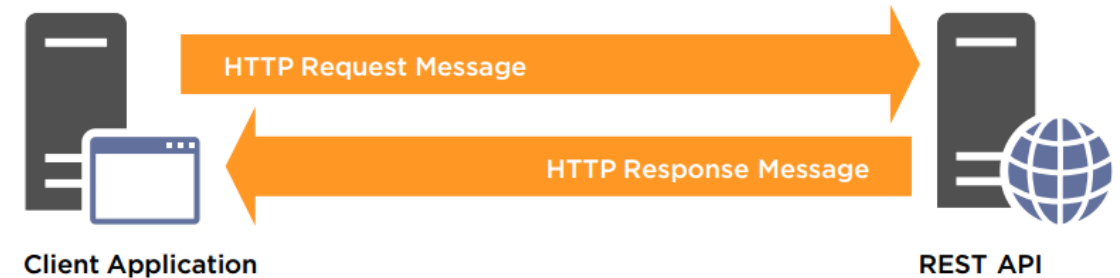 HTTP Request Message
HTTP Response Message
Client Application
REST API